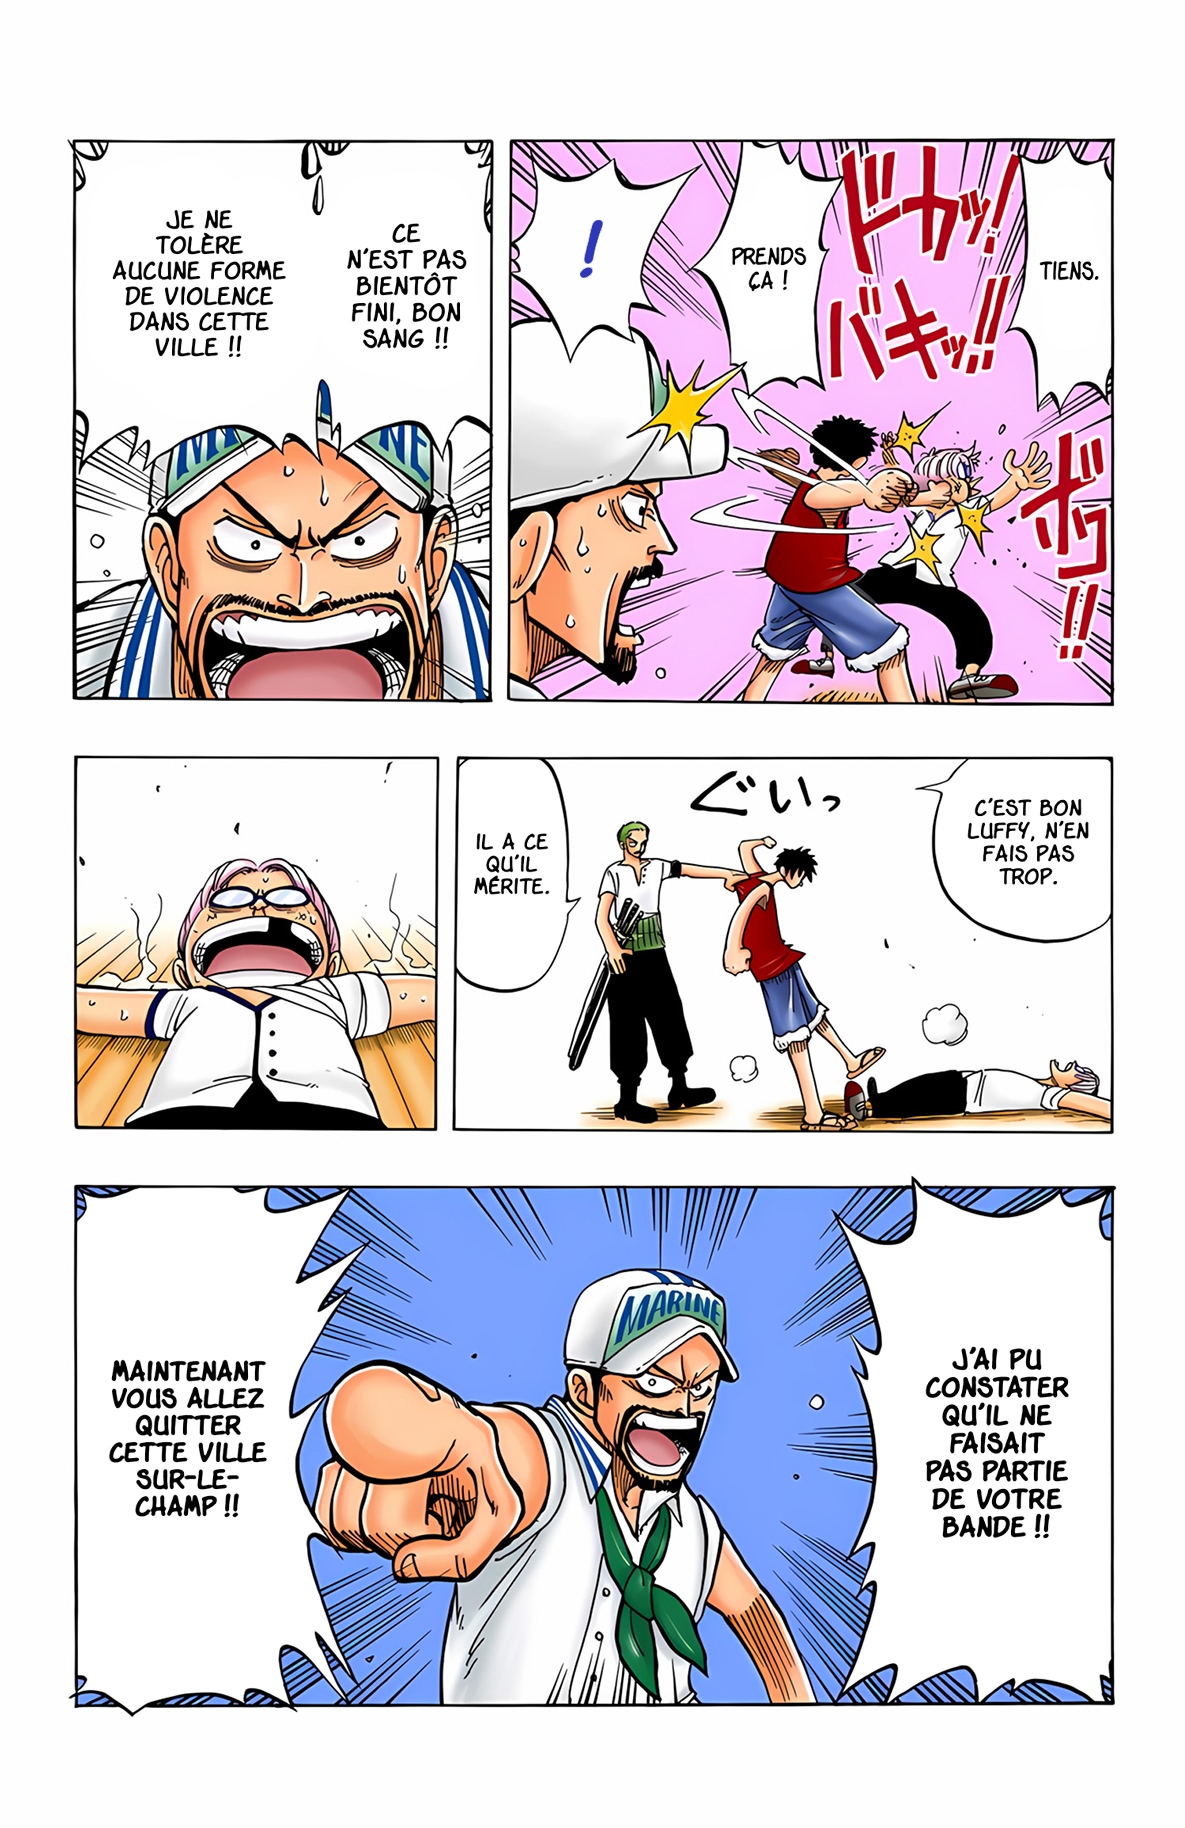 TIENS.
ドカッ!
バキッ!!
ボコ!!
PRENDS
ÇA !
!
CE
N'EST PAS
BIENTÔT
FINI, BON
SANG !!
JE NE
TOLÈRE
AUCUNE FORME
DE VIOLENCE
DANS CETTE
VILLE !!
C'EST BON
LUFFY, N'EN
FAIS PAS
TROP.
ぐいっ
IL A CE
QU'IL
MÉRITE.
J'AI PU
CONSTATER
QU'IL NE
FAISAIT
PAS PARTIE
DE VOTRE
BANDE !!
MARINE
MAINTENANT
VOUS ALLEZ
QUITTER
CETTE VILLE
SUR-LE-
CHAMP !!